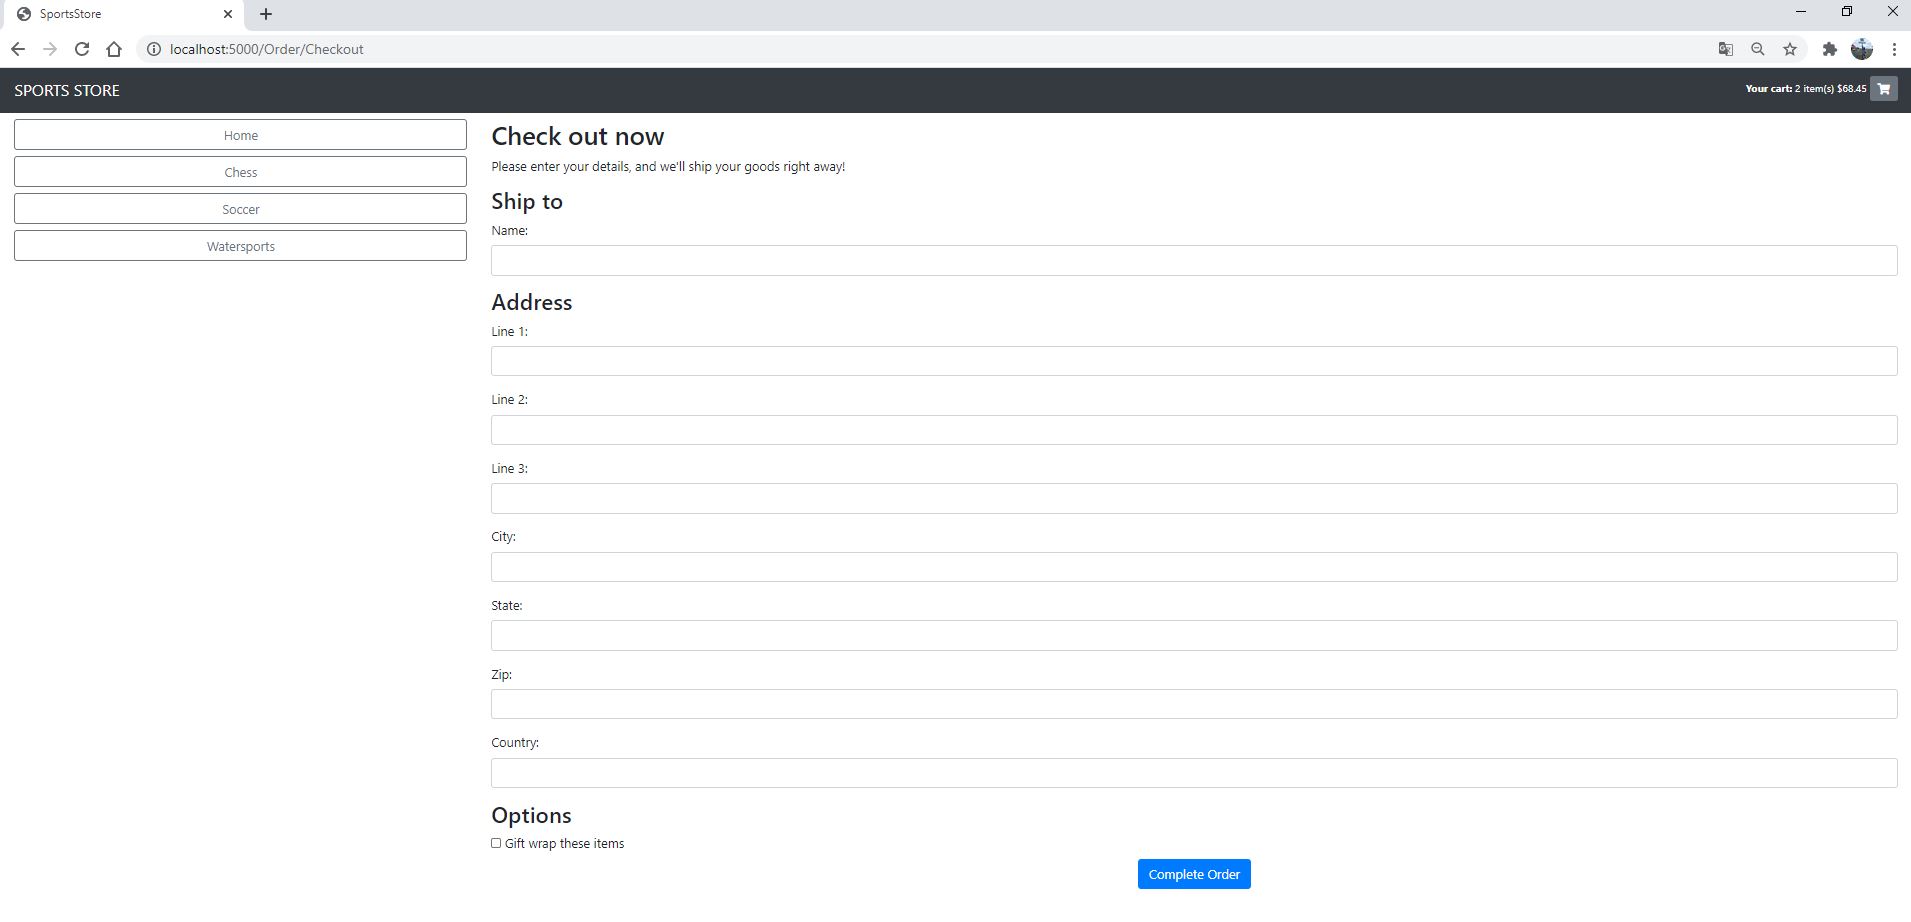 SportsStore
localhost:5000/Order/Checkout
SPORTS STORE
Your cart: 2 item(s) $68.45
Home
Chess
Soccer
Watersports
Check out now
Please enter your details, and we'll ship your goods right away!
Ship to
Name:
Address
Line 1:
Line 2:
Line 3:
City:
State:
Zip:
Country:
Options
Gift wrap these items
Complete Order